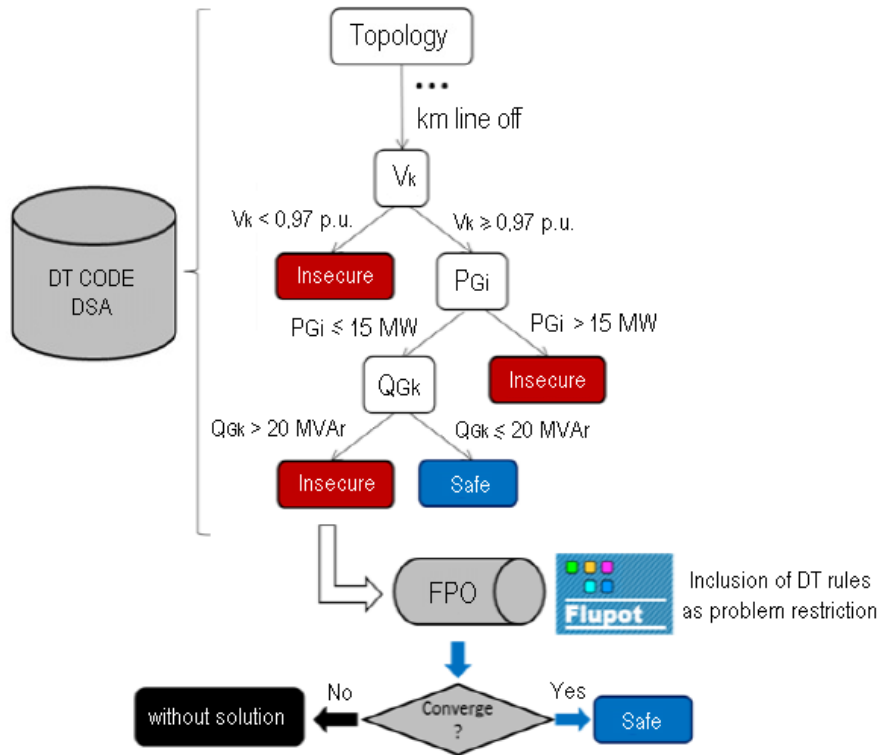 Topology
...
km line off
Vk
Vk < 0,97 p.u.
Vk ⩾ 0,97 p.u.
DT CODE
DSA
Insecure
PGi
PGi ⩽ 15 MW
PGi > 15 MW
QGk
Insecure
QGk > 20 MVAr
QGk ⩽ 20 MVAr
Insecure
Safe
FPO
Flupot
Inclusion of DT rules
as problem restriction
No
Yes
without solution
Converge
?
Safe